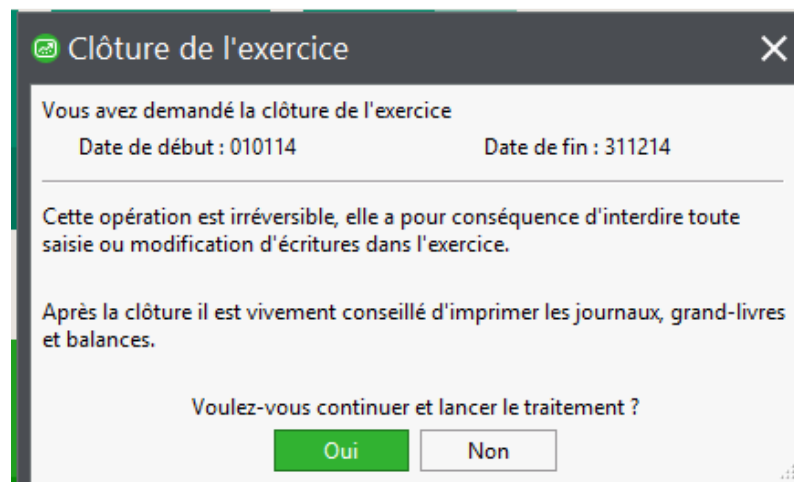 Clôture de l'exercice
Vous avez demandé la clôture de l'exercice
Date de début : 010114 Date de fin : 311214
Cette opération est irréversible, elle a pour conséquence d'interdire toute
saisie ou modification d'écritures dans l'exercice.
Après la clôture il est vivement conseillé d'imprimer les journaux, grand-livres
et balances.
Voulez-vous continuer et lancer le traitement ?
Oui Non